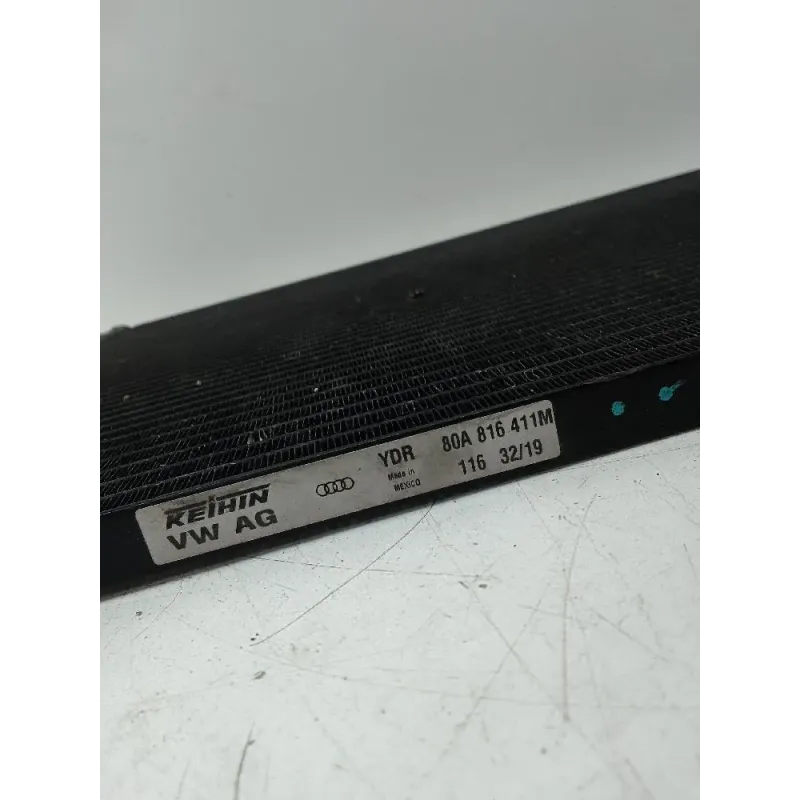 KEIHIN YDR 80A 816 411M
VW AG Made in 116 32/19
MEXICO